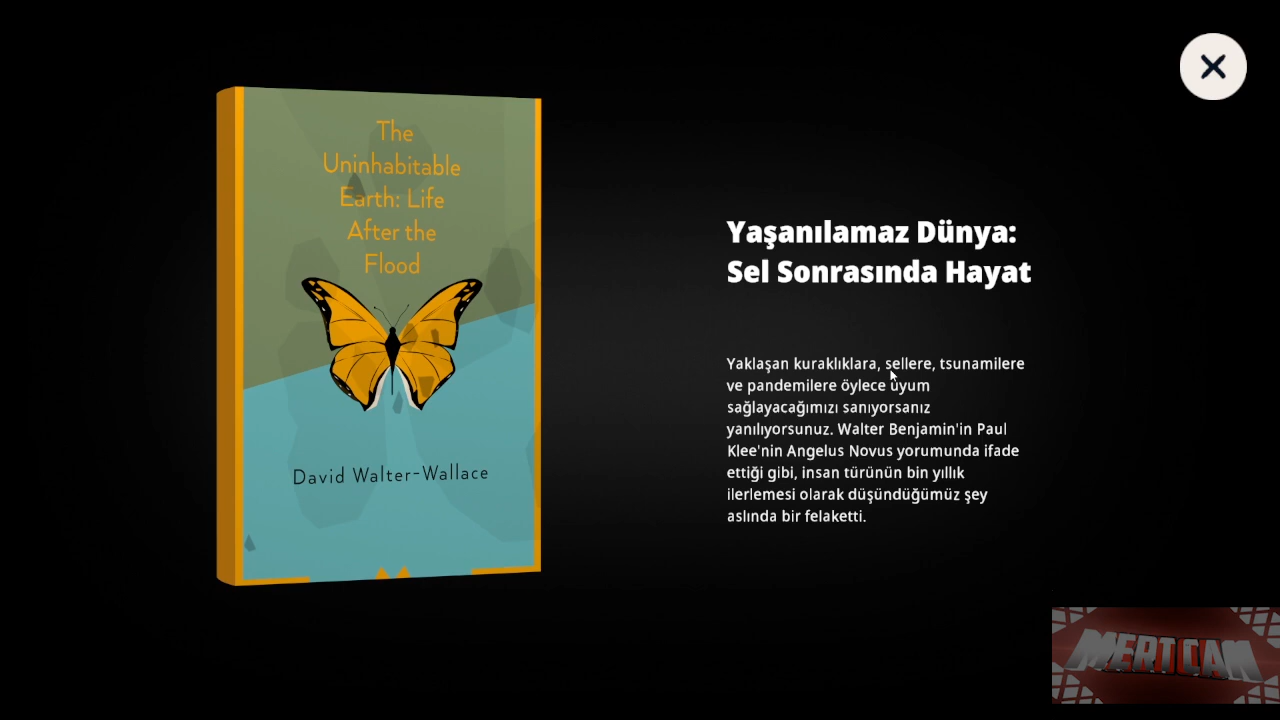 The
Uninhabitable
Earth: Life
After the
Flood
David Walter-Wallace
Yaşanılamaz Dünya:
Sel Sonrasında Hayat
Yaklaşan kuraklıklara, sellere, tsunamilere
ve pandemilere öylece uyum
sağlayacağımızı sanıyorsanız
yanılıyorsunuz. Walter Benjamin'in Paul
Klee'nin Angelus Novus yorumunda ifade
ettiği gibi, insan türünün bin yıllık
ilerlemesi olarak düşündüğümüz şey
aslında bir felaketti.
MERTCAN